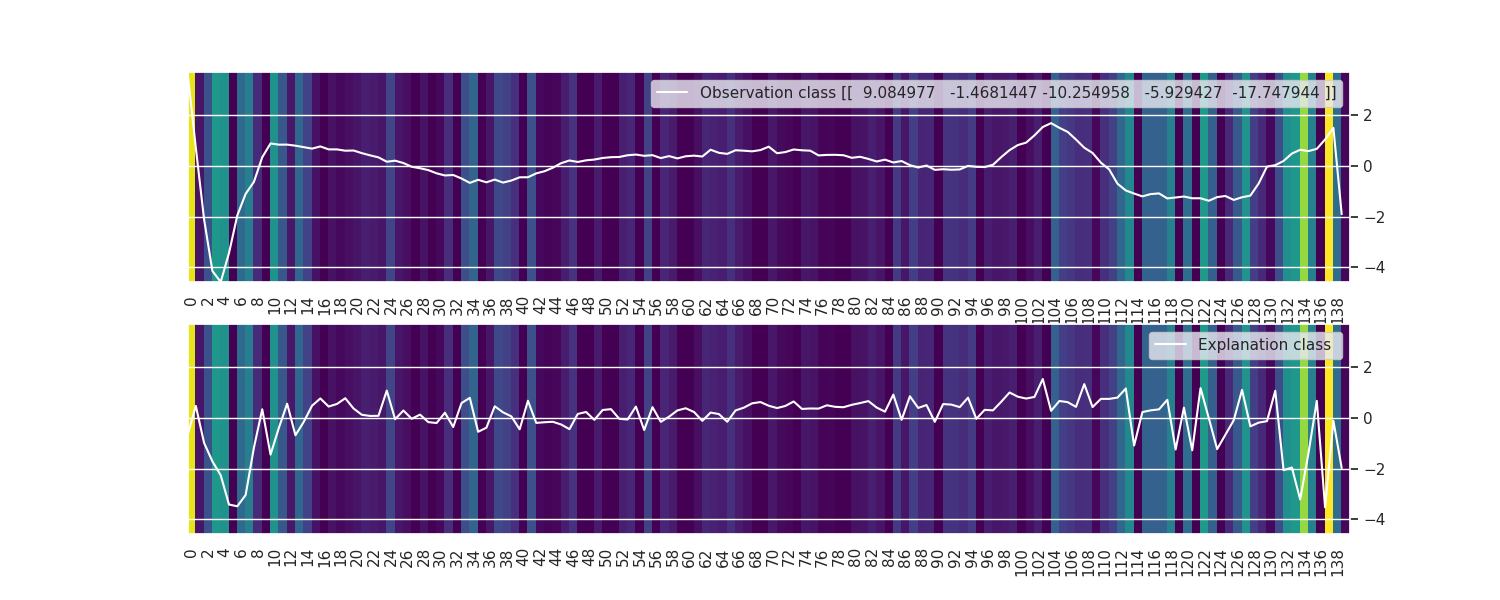 Observation class [[ 9.084977 -1.4681447 -10.254958 -5.929427 -17.747944 ]]
2
0
−2
−4
0 2 4 6 8 10 12 14 16 18 20 22 24 26 28 30 32 34 36 38 40 42 44 46 48 50 52 54 56 58 60 62 64 66 68 70 72 74 76 78 80 82 84 86 88 90 92 94 96 98 100 102 104 106 108 110 112 114 116 118 120 122 124 126 128 130 132 134 136 138
Explanation class
2
0
−2
−4
0 2 4 6 8 10 12 14 16 18 20 22 24 26 28 30 32 34 36 38 40 42 44 46 48 50 52 54 56 58 60 62 64 66 68 70 72 74 76 78 80 82 84 86 88 90 92 94 96 98 100 102 104 106 108 110 112 114 116 118 120 122 124 126 128 130 132 134 136 138